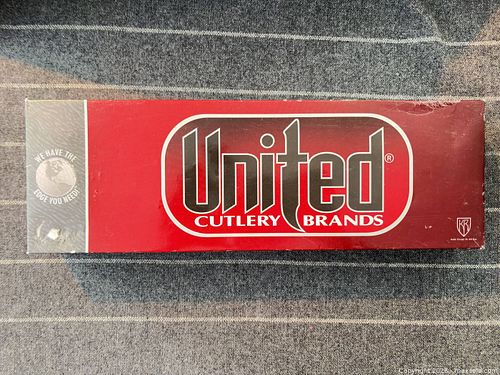 WE HAVE THE
EDGE YOU NEED!
United®
CUTLERY BRANDS